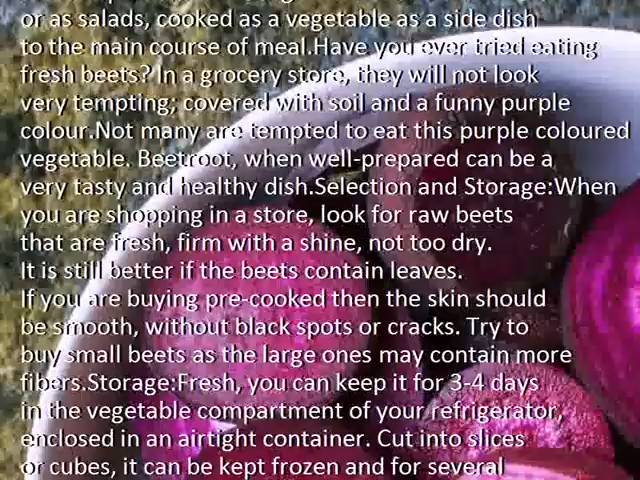 or as salads, cooked as a vegetable as a side dish
to the main course of meal.Have you ever tried eating
fresh beets? In a grocery store, they will not look
very tempting; covered with soil and a funny purple
colour.Not many are tempted to eat this purple coloured
vegetable. Beetroot, when well-prepared can be a
very tasty and healthy dish.Selection and Storage:When
you are shopping in a store, look for raw beets
that are fresh, firm with a shine, not too dry.
It is still better if the beets contain leaves.
If you are buying pre-cooked then the skin should
be smooth, without black spots or cracks. Try to
buy small beets as the large ones may contain more
fibers.Storage:Fresh, you can keep it for 3-4 days
in the vegetable compartment of your refrigerator,
enclosed in an airtight container. Cut into slices
or cubes, it can be kept frozen and for several